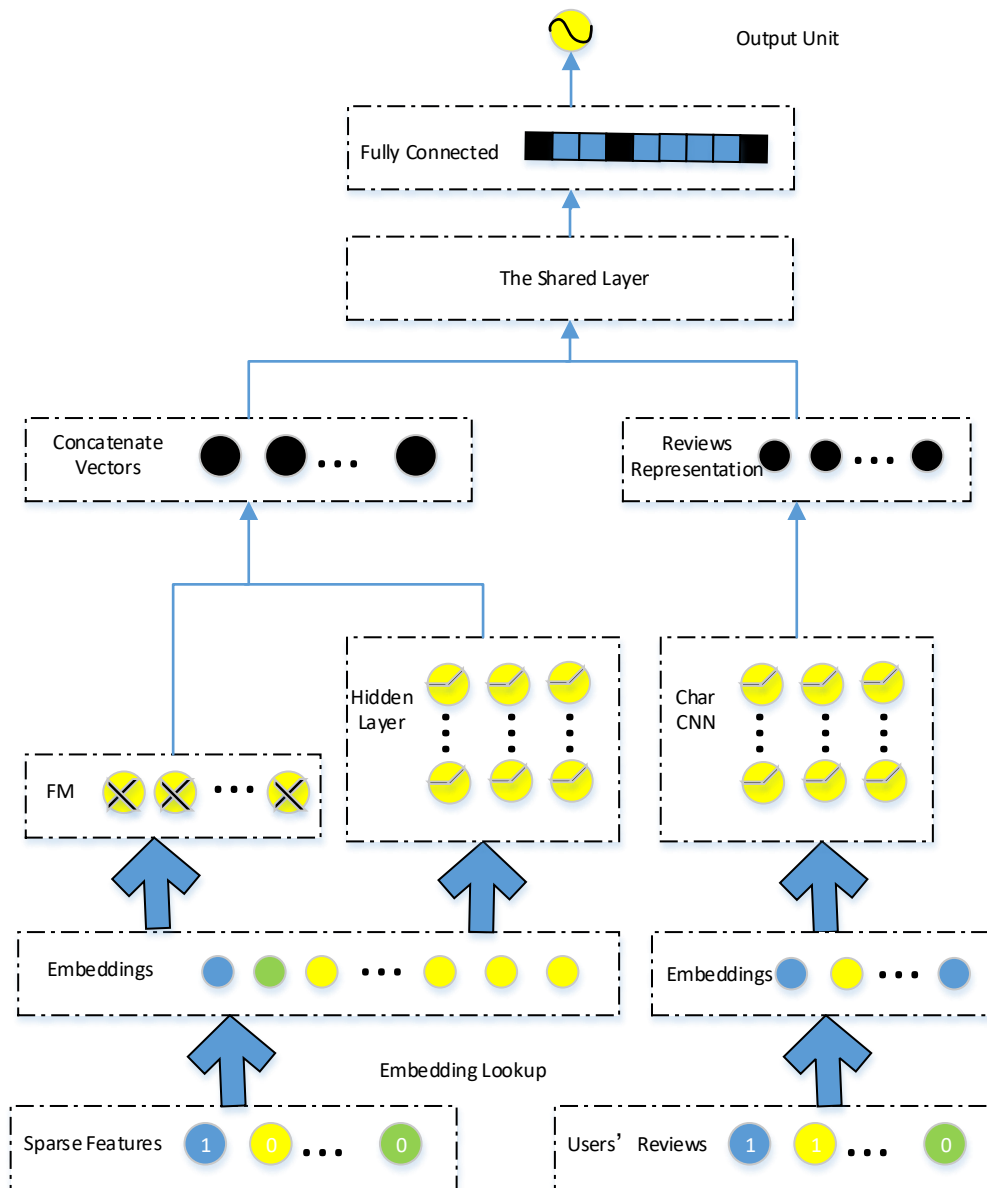 Output Unit
Fully Connected
The Shared Layer
Concatenate
Vectors
Reviews
Representation
Hidden
Layer
Char
CNN
FM
Embeddings
Embeddings
Embedding Lookup
Sparse Features 1 0 0
Users’ Reviews 1 1 0